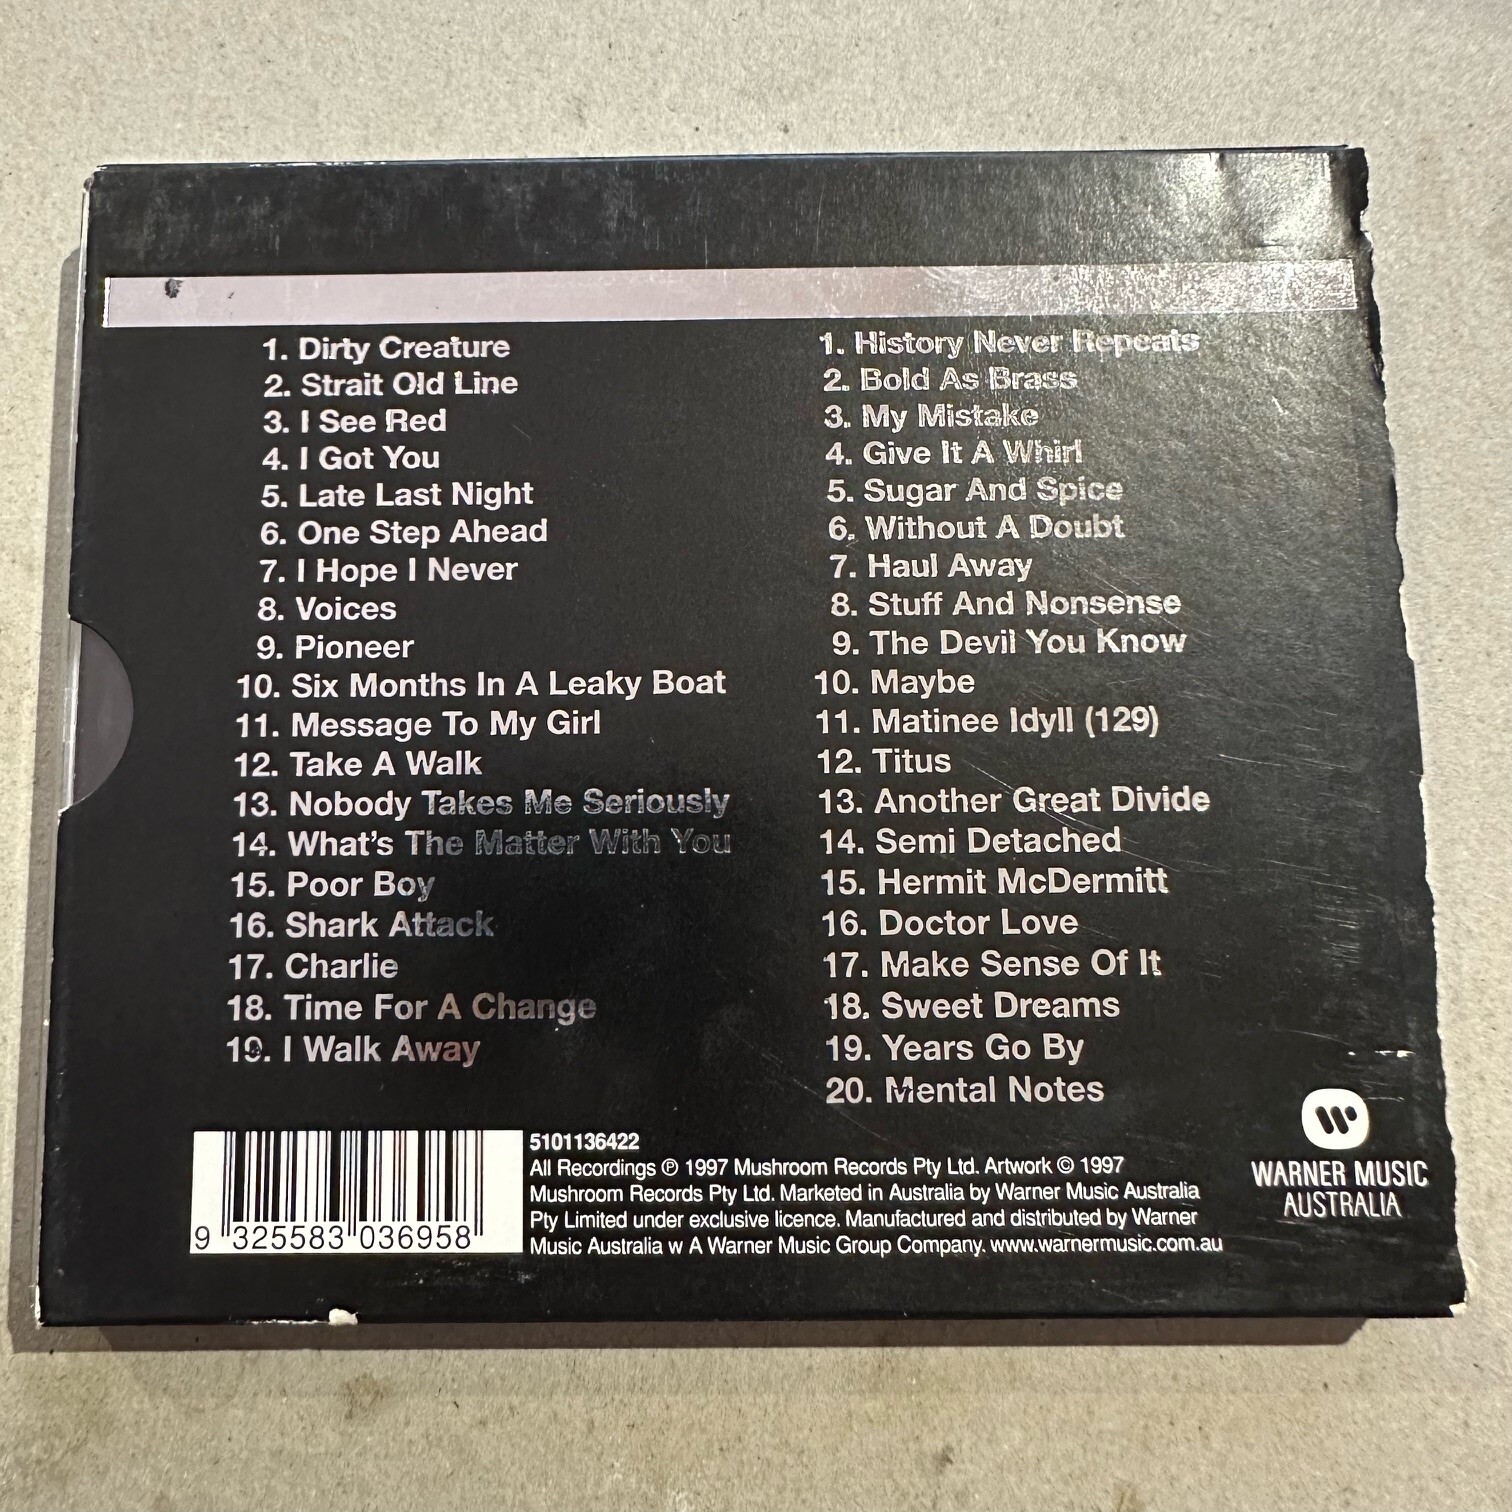 1. Dirty Creature
2. Strait Old Line
3. I See Red
4. I Got You
5. Late Last Night
6. One Step Ahead
7. I Hope I Never
8. Voices
9. Pioneer
10. Six Months In A Leaky Boat
11. Message To My Girl
12. Take A Walk
13. Nobody Takes Me Seriously
14. What's The Matter With You
15. Poor Boy
16. Shark Attack
17. Charlie
18. Time For A Change
19. I Walk Away
1. History Never Repeats
2. Bold As Brass
3. My Mistake
4. Give It A Whirl
5. Sugar And Spice
6. Without A Doubt
7. Haul Away
8. Stuff And Nonsense
9. The Devil You Know
10. Maybe
11. Matinee Idyll (129)
12. Titus
13. Another Great Divide
14. Semi Detached
15. Hermit McDermitt
16. Doctor Love
17. Make Sense Of It
18. Sweet Dreams
19. Years Go By
20. Mental Notes
9 325583 036958
5101136422
All Recordings ℗ 1997 Mushroom Records Pty Ltd. Artwork © 1997
Mushroom Records Pty Ltd. Marketed in Australia by Warner Music Australia
Pty Limited under exclusive licence. Manufactured and distributed by Warner
Music Australia w A Warner Music Group Company. www.warnermusic.com.au
WARNER MUSIC
AUSTRALIA